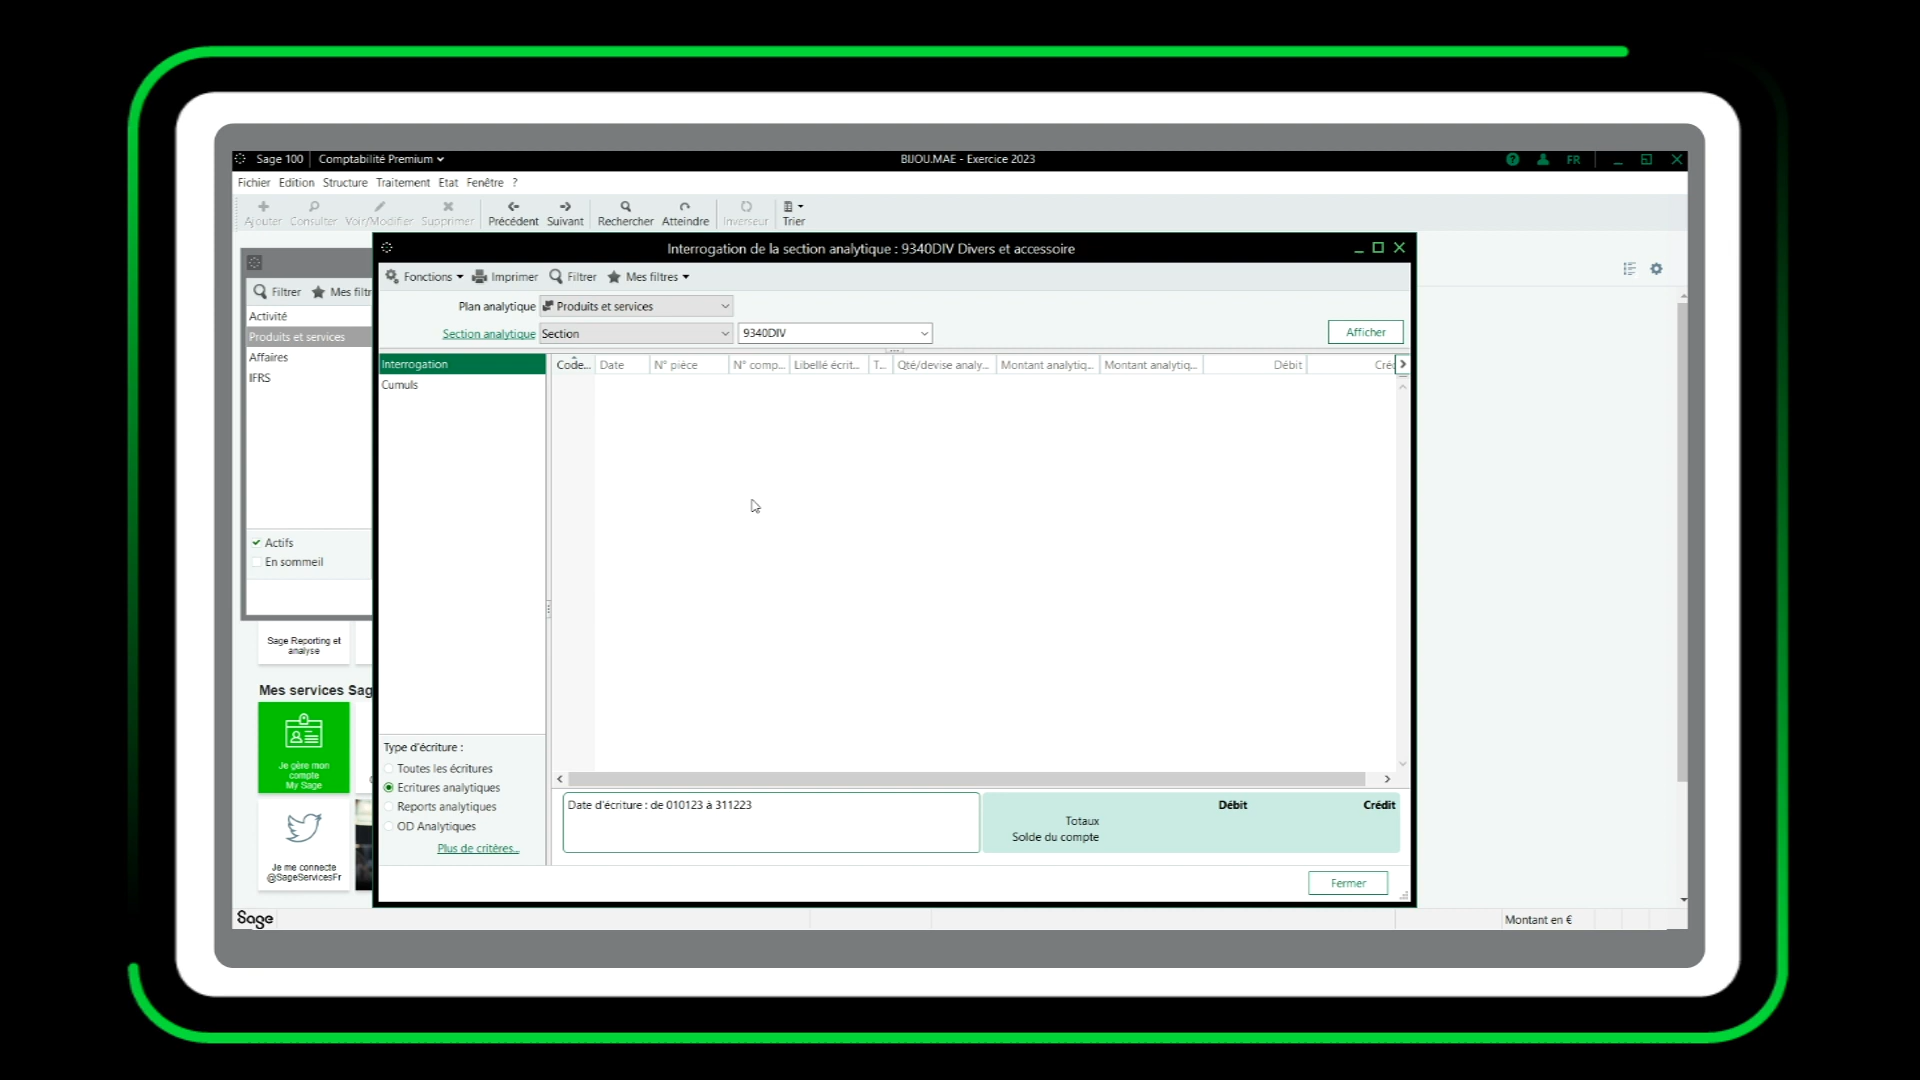 Sage 100
Comptabilité Premium
BIJOU.MAE - Exercice 2023
FR
Fichier Edition Structure Traitement Etat Fenêtre ?
Ajouter Consulter Voir/Modifier Supprimer Précédent Suivant Rechercher Atteindre Inverseur Trier
Interrogation de la section analytique : 9340DIV Divers et accessoire
Fonctions Imprimer Filtrer Mes filtres
Filtrer Mes filtr
Plan analytique Produits et services
Section analytique Section 9340DIV Afficher
Activité
Produits et services
Affaires
IFRS
Interrogation
Cumuls
Code... Date N° pièce N° comp... Libellé écrit... T... Qté/devise analy... Montant analytiq... Montant analytiq... Débit Créd
Actifs
En sommeil
Sage Reporting et
analyse
Mes services Sag
Je gère mon
compte
My Sage
Je me connecte
@SageServicesFr
Type d'écriture :
Toutes les écritures
Ecritures analytiques
Reports analytiques
OD Analytiques
Plus de critères...
Date d'écriture : de 010123 à 311223
Débit Crédit
Totaux
Solde du compte
Fermer
Sage
Montant en €